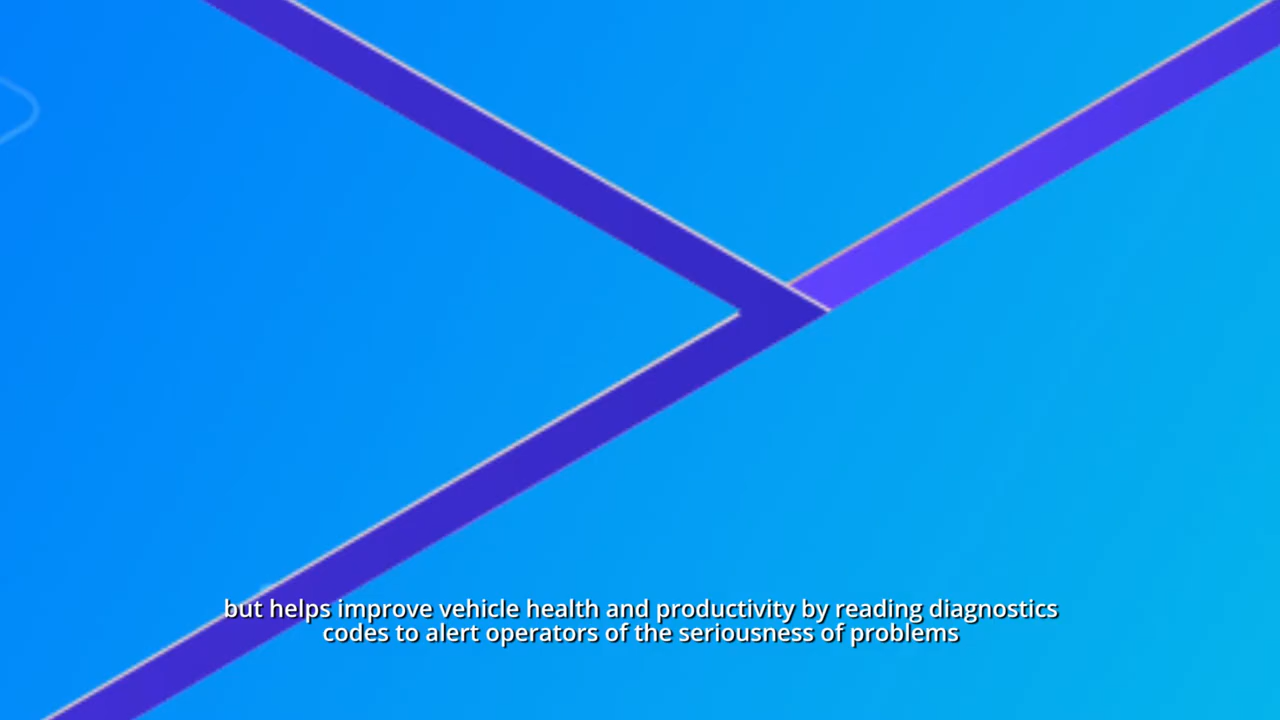 but helps improve vehicle health and productivity by reading diagnostics
codes to alert operators of the seriousness of problems